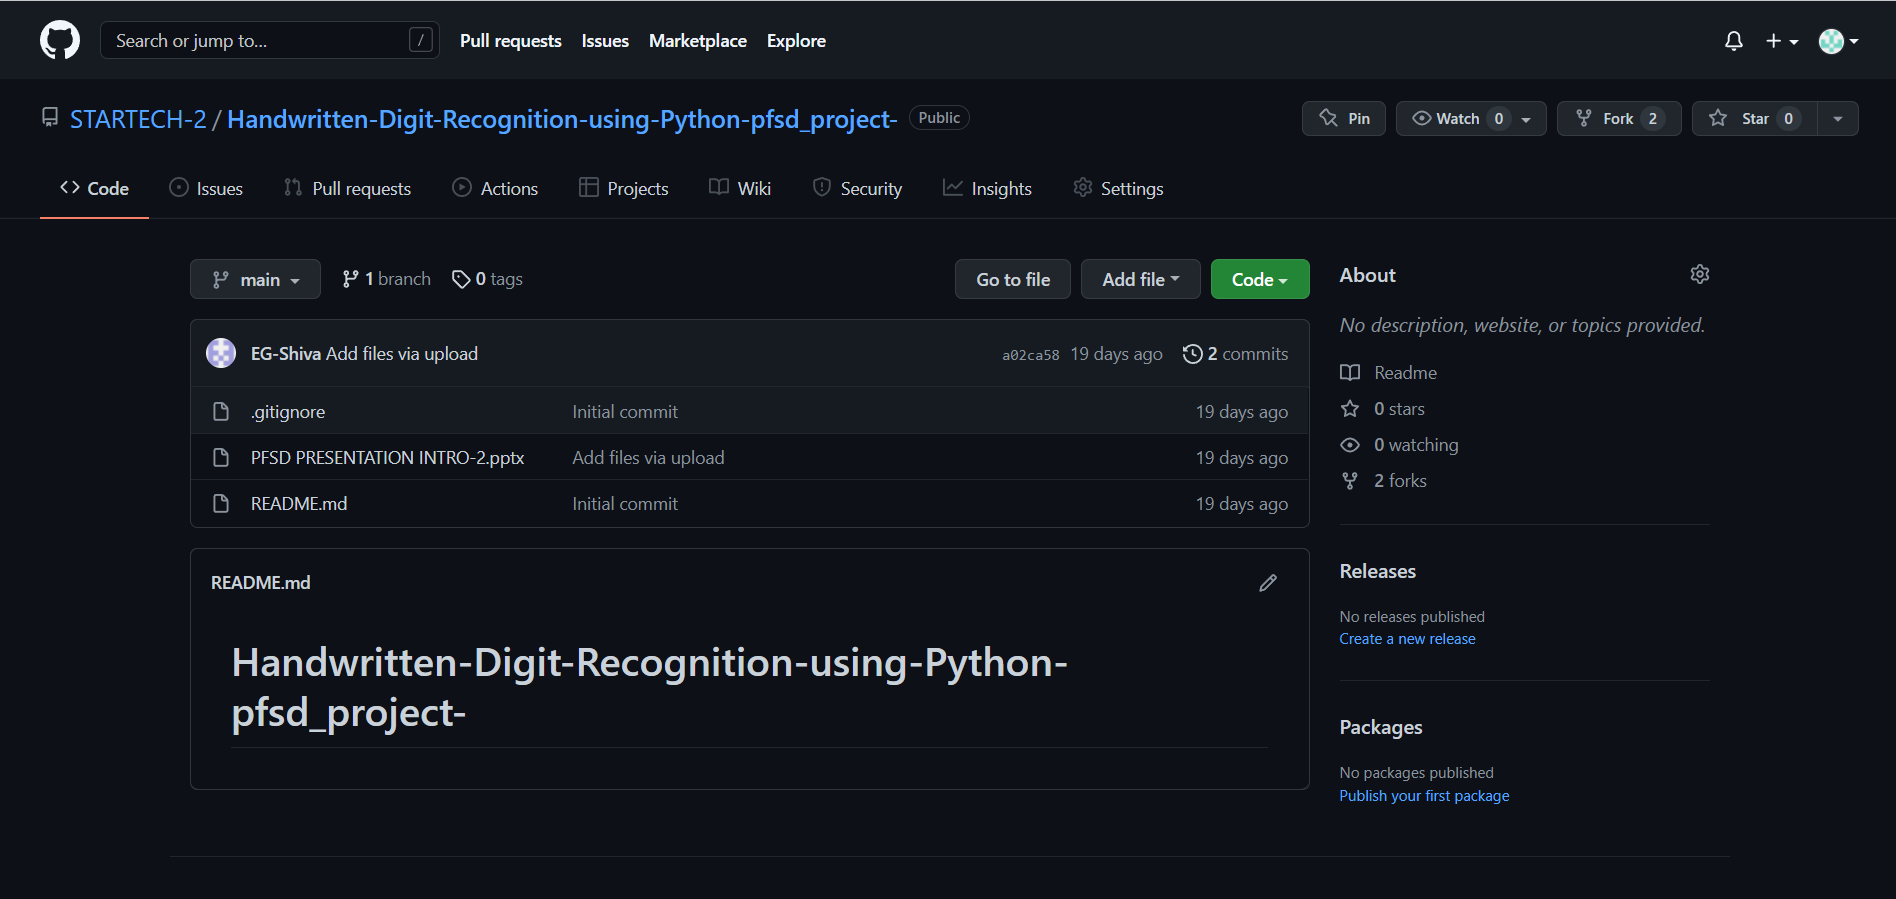 Search or jump to... / Pull requests Issues Marketplace Explore
STARTECH-2 / Handwritten-Digit-Recognition-using-Python-pfsd_project- Public Pin Watch 0 Fork 2 Star 0
Code Issues Pull requests Actions Projects Wiki Security Insights Settings
main 1 branch 0 tags Go to file Add file Code
EG-Shiva Add files via upload a02ca58 19 days ago 2 commits
.gitignore Initial commit 19 days ago
PFSD PRESENTATION INTRO-2.pptx Add files via upload 19 days ago
README.md Initial commit 19 days ago
README.md
Handwritten-Digit-Recognition-using-Python-
pfsd_project-
About
No description, website, or topics provided.
Readme
0 stars
0 watching
2 forks
Releases
No releases published
Create a new release
Packages
No packages published
Publish your first package